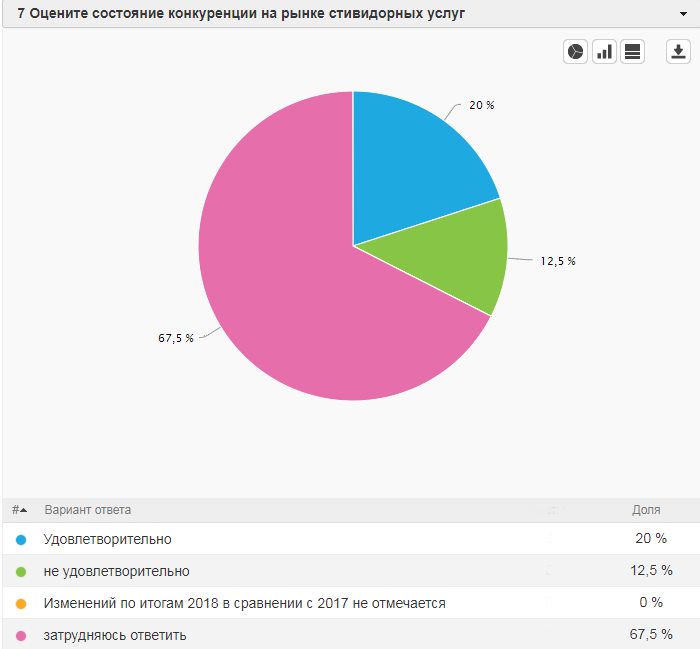 7 Оцените состояние конкуренции на рынке стивидорных услуг
20 %
12,5 %
67,5 %
# Вариант ответа Доля
Удовлетворительно 20 %
не удовлетворительно 12,5 %
Изменений по итогам 2018 в сравнении с 2017 не отмечается 0 %
затрудняюсь ответить 67,5 %